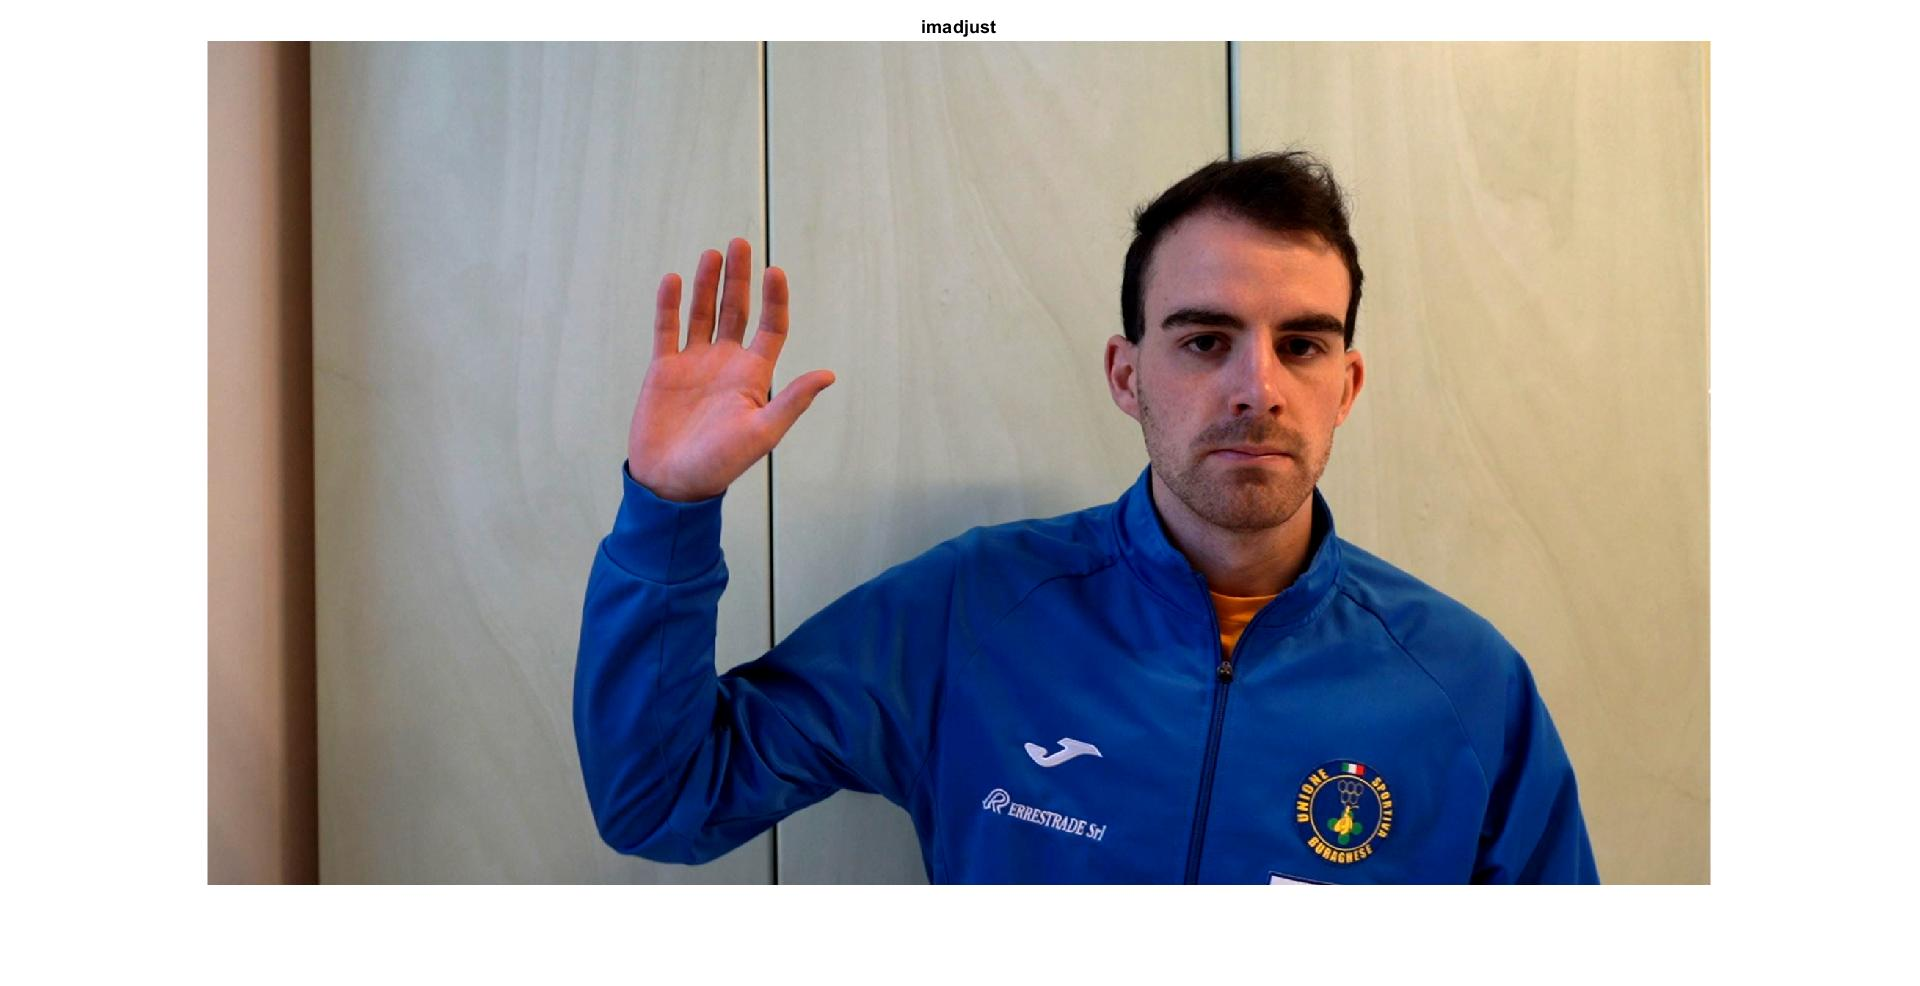 imadjust
ERRESTRADE Srl
UNIONE SPORTIVA
BURAGHESE